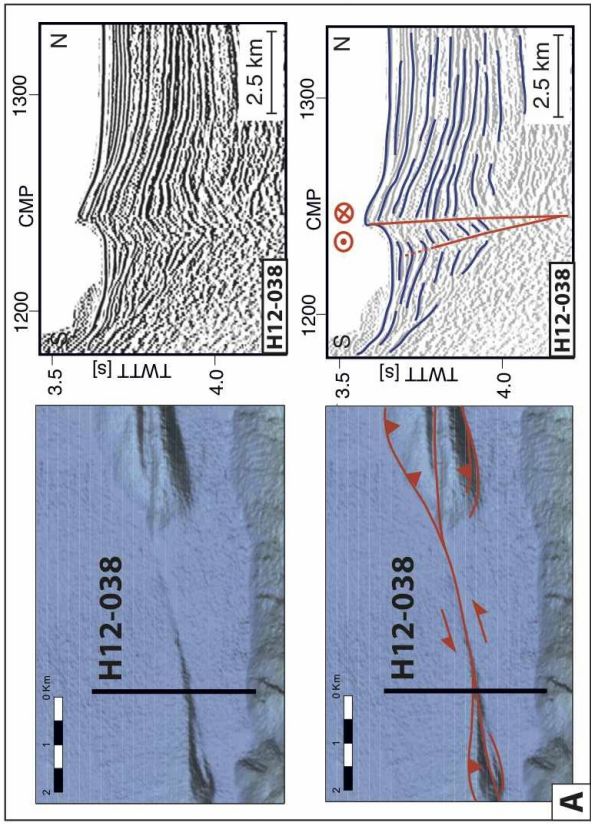 2 1 0 Km
H12-038
1200 CMP 1300
S N
3.5
TWTT [s]
4.0
H12-038
2.5 km
2 1 0 Km
H12-038
1200 CMP 1300
S N
3.5
TWTT [s]
4.0
H12-038
2.5 km
A